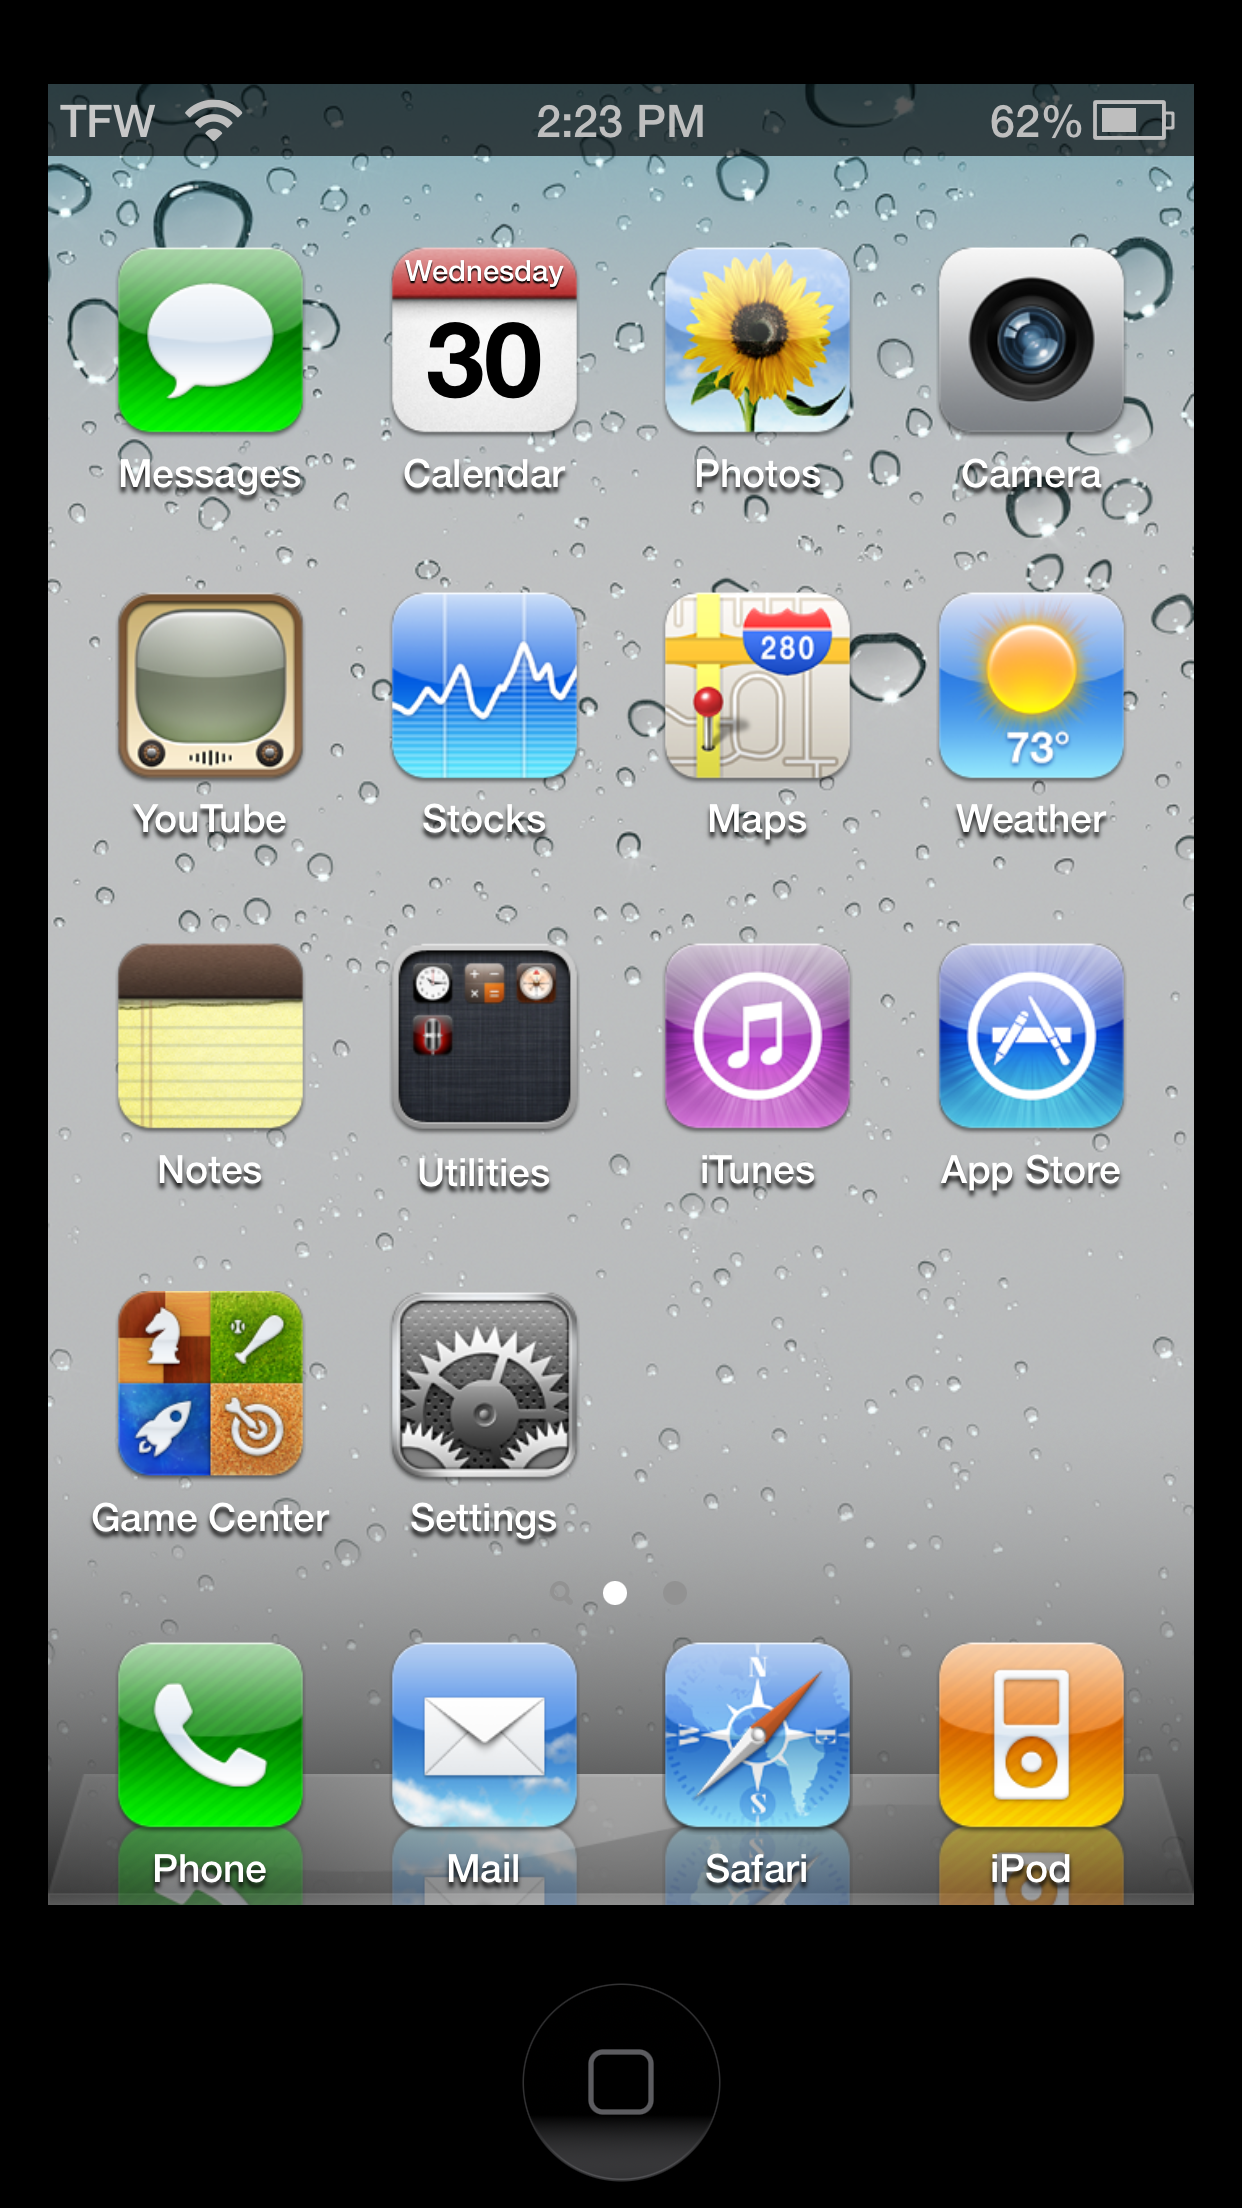 TFW 2:23 PM 62%
Wednesday
30
Messages Calendar Photos Camera
280
73°
YouTube Stocks Maps Weather
Notes Utilities iTunes App Store
Game Center Settings
N
W E
S
Phone Mail Safari iPod